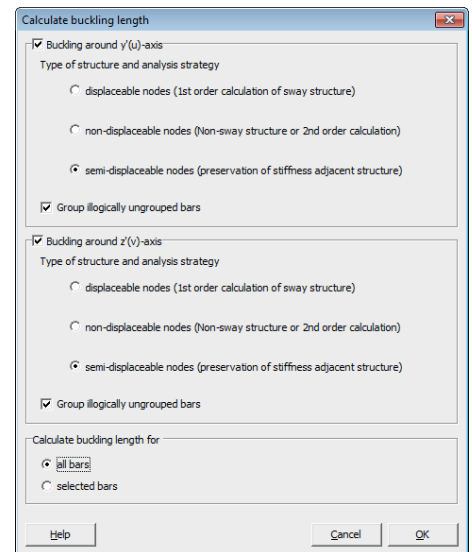 Calculate buckling length
Buckling around y'(u)-axis
Type of structure and analysis strategy
displaceable nodes (1st order calculation of sway structure)
non-displaceable nodes (Non-sway structure or 2nd order calculation)
semi-displaceable nodes (preservation of stiffness adjacent structure)
Group illogically ungrouped bars
Buckling around z'(v)-axis
Type of structure and analysis strategy
displaceable nodes (1st order calculation of sway structure)
non-displaceable nodes (Non-sway structure or 2nd order calculation)
semi-displaceable nodes (preservation of stiffness adjacent structure)
Group illogically ungrouped bars
Calculate buckling length for
all bars
selected bars
Help Cancel OK